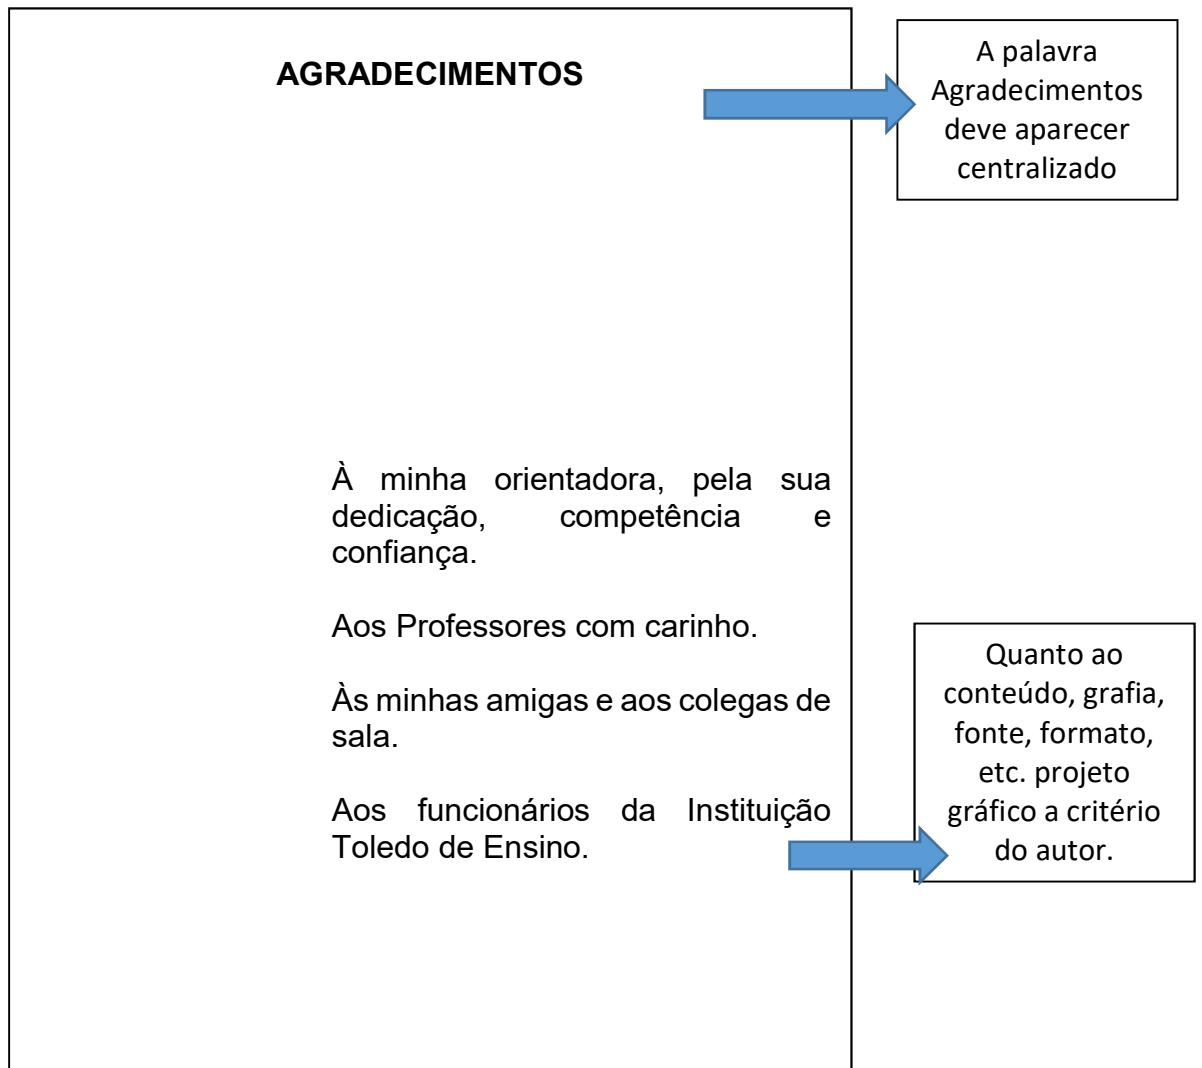 AGRADECIMENTOS
A palavra
Agradecimentos
deve aparecer
centralizado
À minha orientadora, pela sua
dedicação, competência e
confiança.
Aos Professores com carinho.
Às minhas amigas e aos colegas de
sala.
Aos funcionários da Instituição
Toledo de Ensino.
Quanto ao
conteúdo, grafia,
fonte, formato,
etc. projeto
gráfico a critério
do autor.